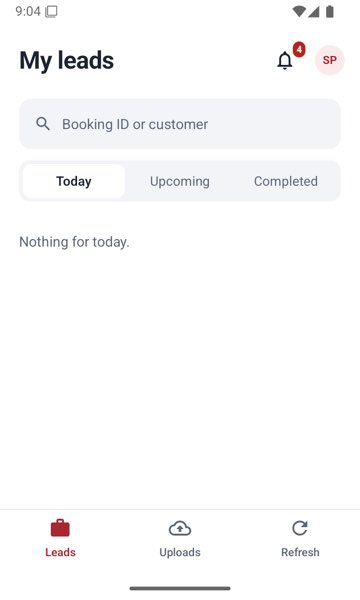 9:04
My leads
4
SP
Booking ID or customer
Today
Upcoming
Completed
Nothing for today.
Leads
Uploads
Refresh